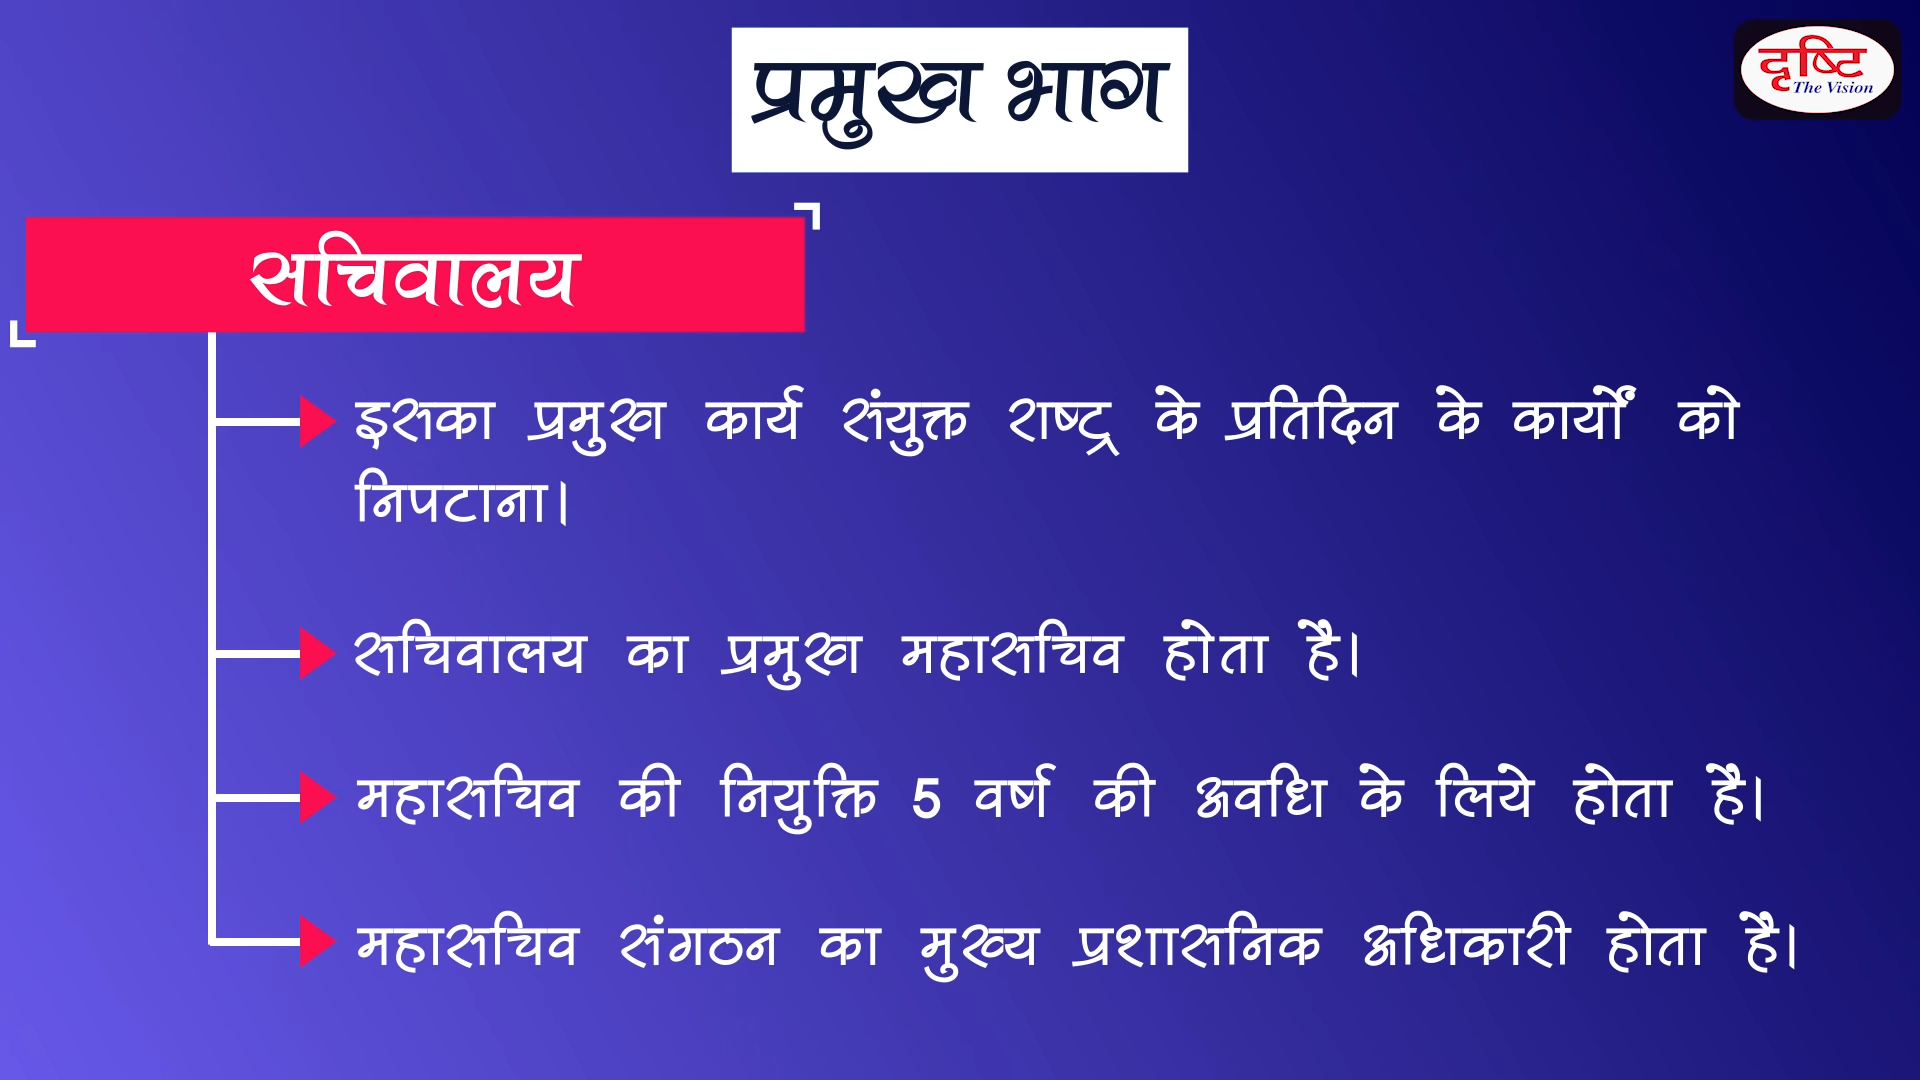 प्रमुख भाग
दृष्टि
The Vision
सचिवालय
इसका प्रमुख कार्य संयुक्त राष्ट्र के प्रतिदिन के कार्यों को
निपटाना।
सचिवालय का प्रमुख महासचिव होता है।
महासचिव की नियुक्ति 5 वर्ष की अवधि के लिये होता है।
महासचिव संगठन का मुख्य प्रशासनिक अधिकारी होता है।